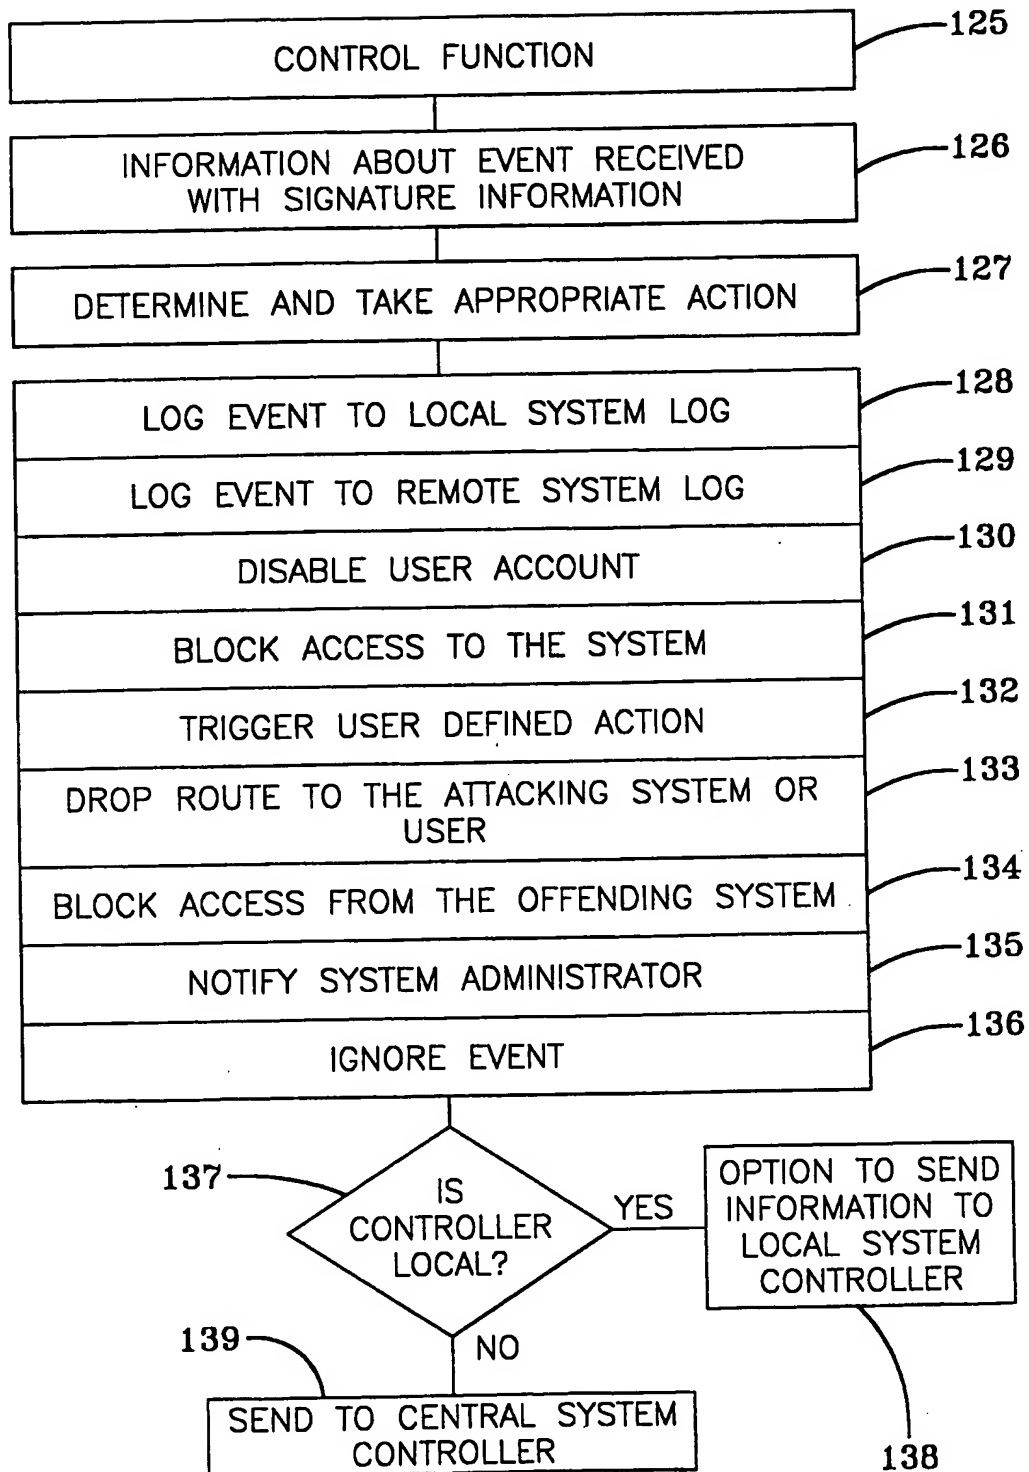 CONTROL FUNCTION
125
INFORMATION ABOUT EVENT RECEIVED
WITH SIGNATURE INFORMATION
126
DETERMINE AND TAKE APPROPRIATE ACTION
127
LOG EVENT TO LOCAL SYSTEM LOG
128
LOG EVENT TO REMOTE SYSTEM LOG
129
DISABLE USER ACCOUNT
130
BLOCK ACCESS TO THE SYSTEM
131
TRIGGER USER DEFINED ACTION
132
DROP ROUTE TO THE ATTACKING SYSTEM OR
USER
133
BLOCK ACCESS FROM THE OFFENDING SYSTEM
134
NOTIFY SYSTEM ADMINISTRATOR
135
IGNORE EVENT
136
137
IS
CONTROLLER
LOCAL?
YES
OPTION TO SEND
INFORMATION TO
LOCAL SYSTEM
CONTROLLER
138
NO
139
SEND TO CENTRAL SYSTEM
CONTROLLER